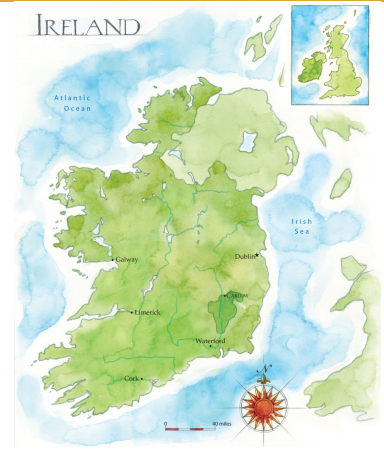 IRELAND
Atlantic
Ocean
Irish
Sea
Galway
Dublin
CARLOW
Limerick
Waterford
Cork
N
0 40 miles